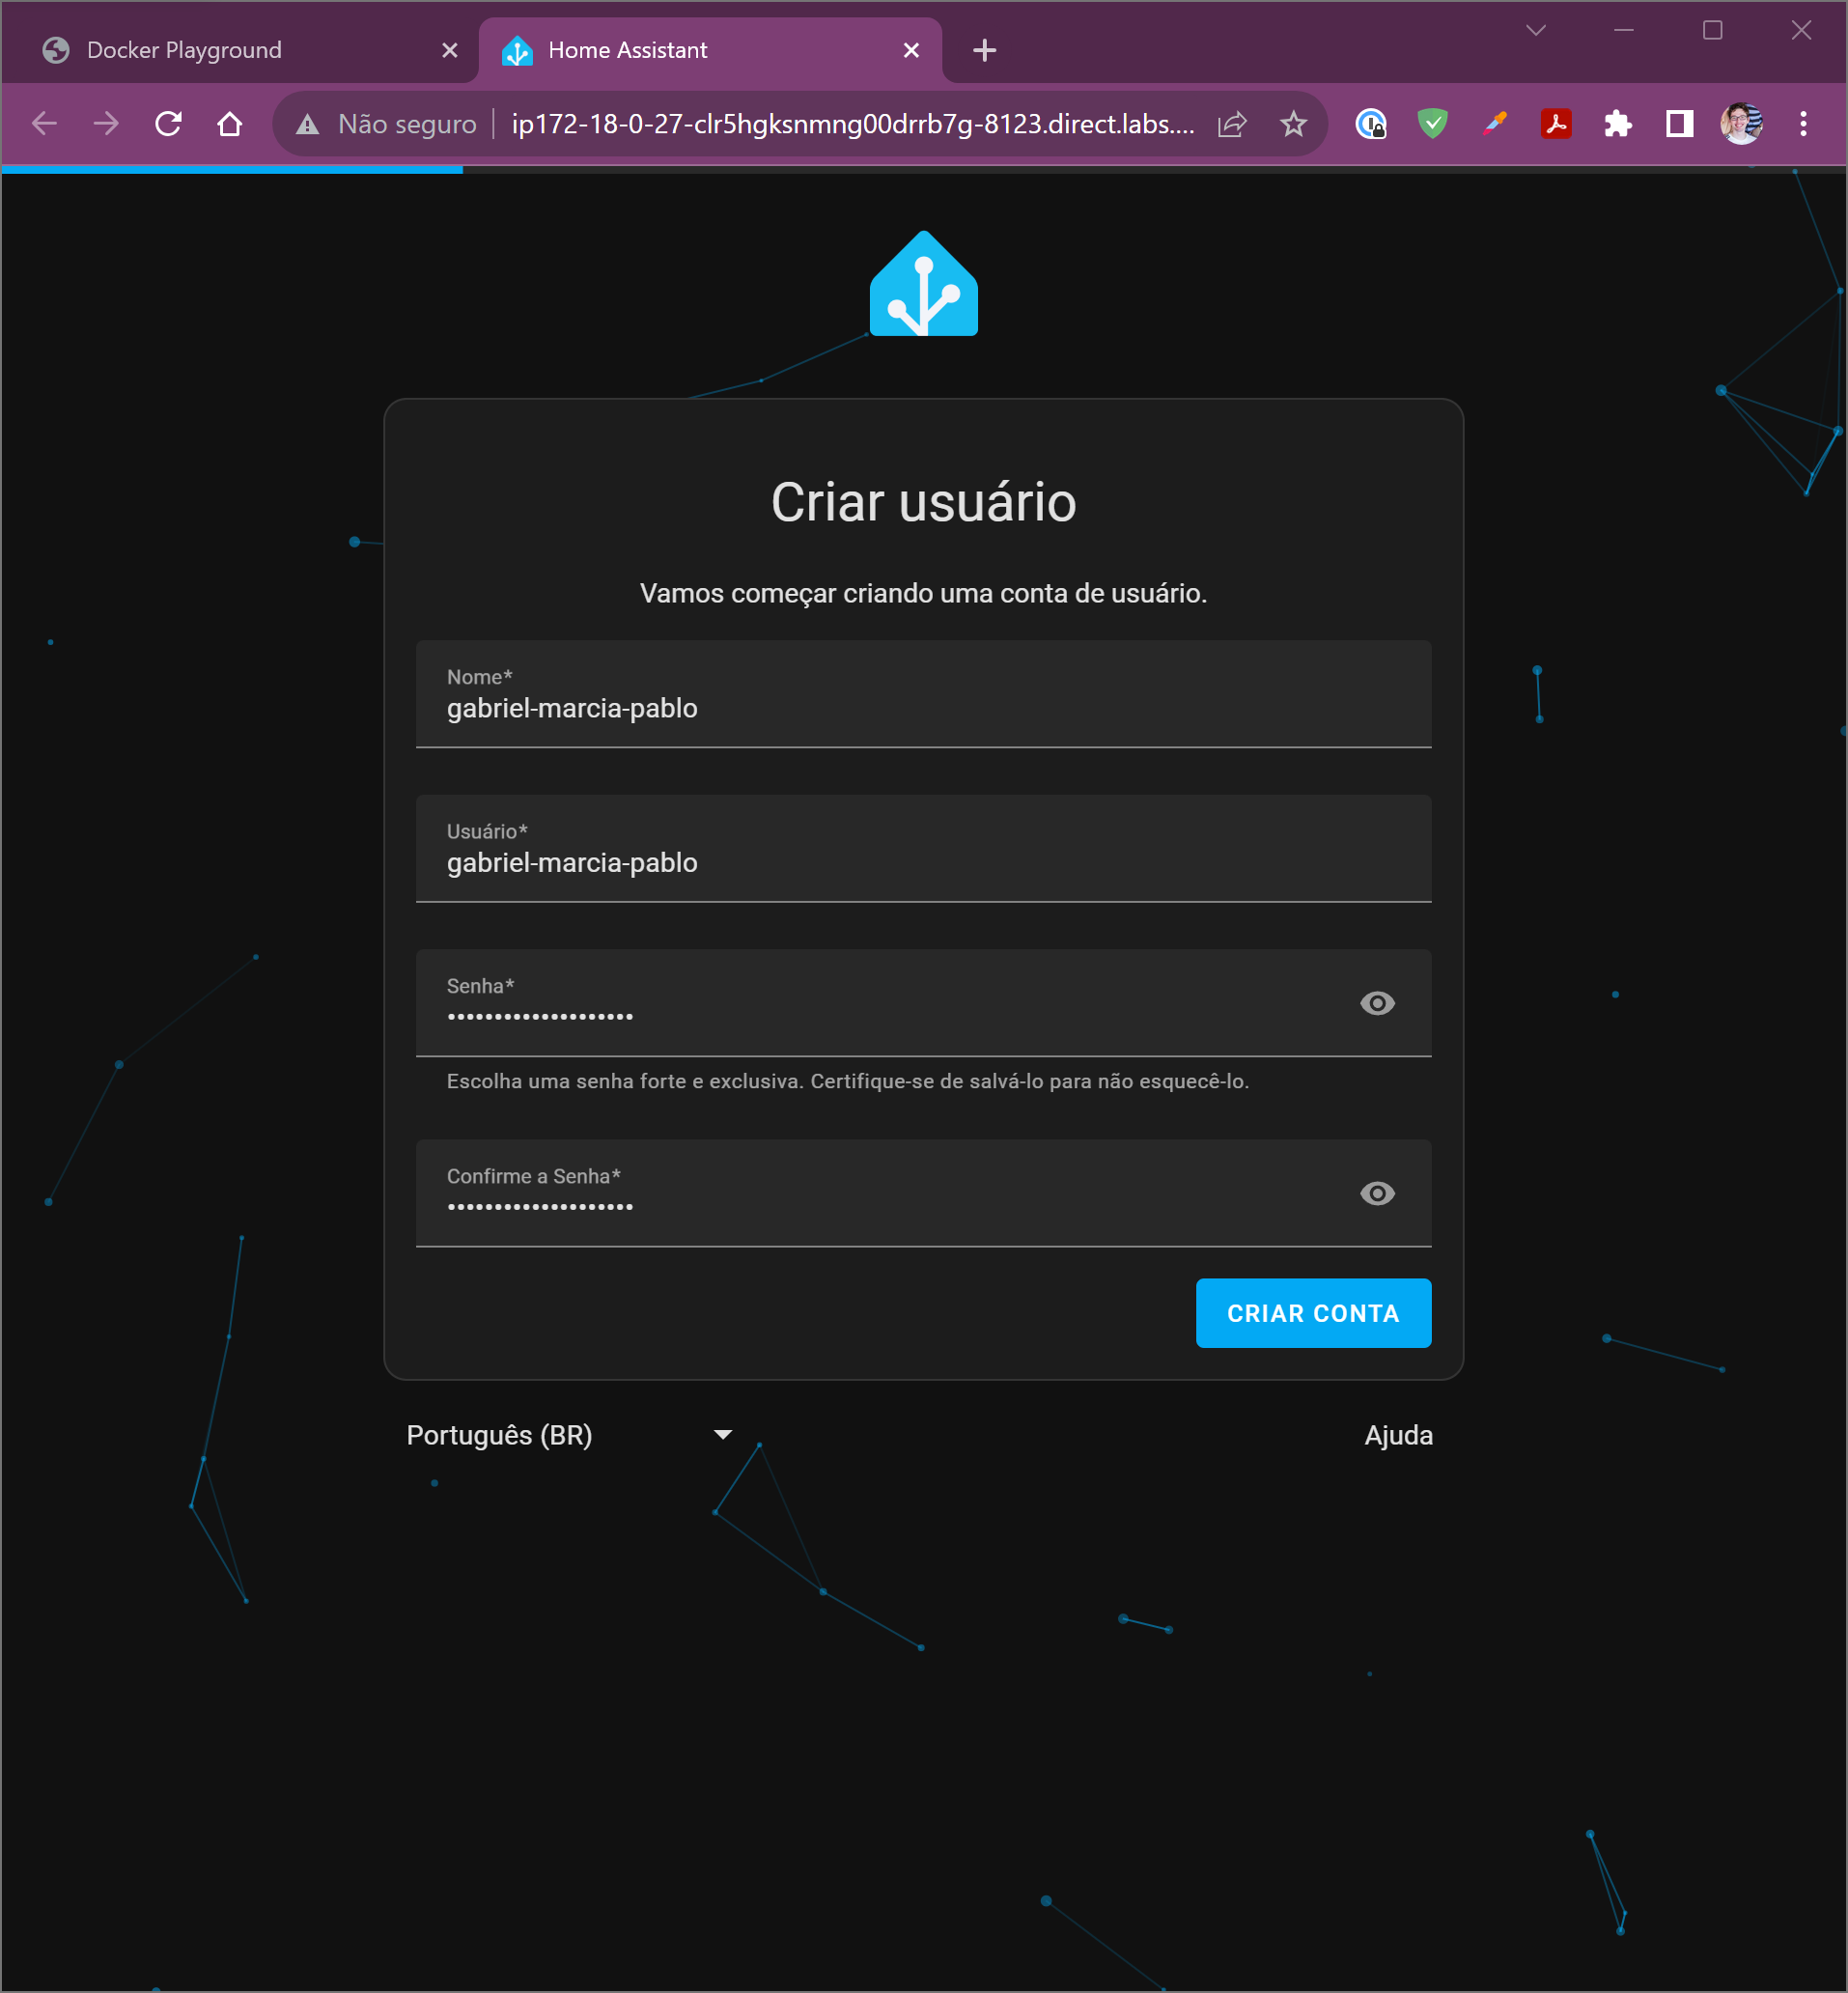 Docker Playground
Home Assistant
Não seguro
ip172-18-0-27-clr5hgksnmng00drrb7g-8123.direct.labs....
Criar usuário
Vamos começar criando uma conta de usuário.
Nome*
gabriel-marcia-pablo
Usuário*
gabriel-marcia-pablo
Senha*
••••••••••••••••••••
Escolha uma senha forte e exclusiva. Certifique-se de salvá-lo para não esquecê-lo.
Confirme a Senha*
••••••••••••••••••••
CRIAR CONTA
Português (BR)
Ajuda